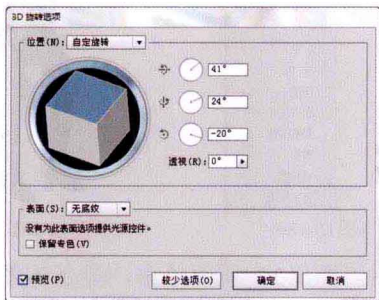 3D 旋转选项
位置(N): 自定旋转
41°
24°
-20°
透视(R): 0°
表面(S): 无底纹
没有为此表面选项提供光源控件。
保留专色(V)
预览(P)
较少选项(O)
确定
取消